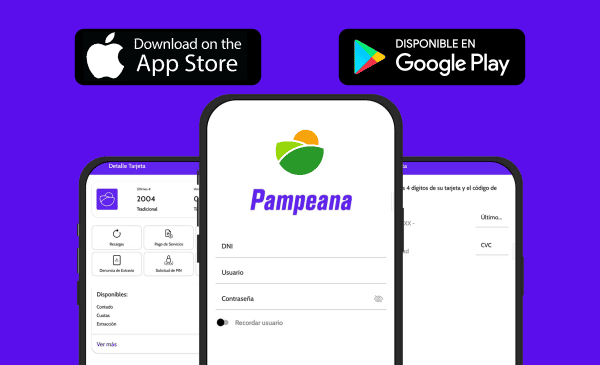 Download on the
App Store
DISPONIBLE EN
Google Play
Detalle Tarjeta
Últimos 4
2004
Tradicional
Recargas
Pago de Servicios
Denuncia de Extravío
Solicitud de PIN
Disponibles:
Contado
Cuotas
Extracción
Ver más
Pampeana
DNI
Usuario
Contraseña
Recordar usuario
4 dígitos de su tarjeta y el código de
XX -
Último...
CVC